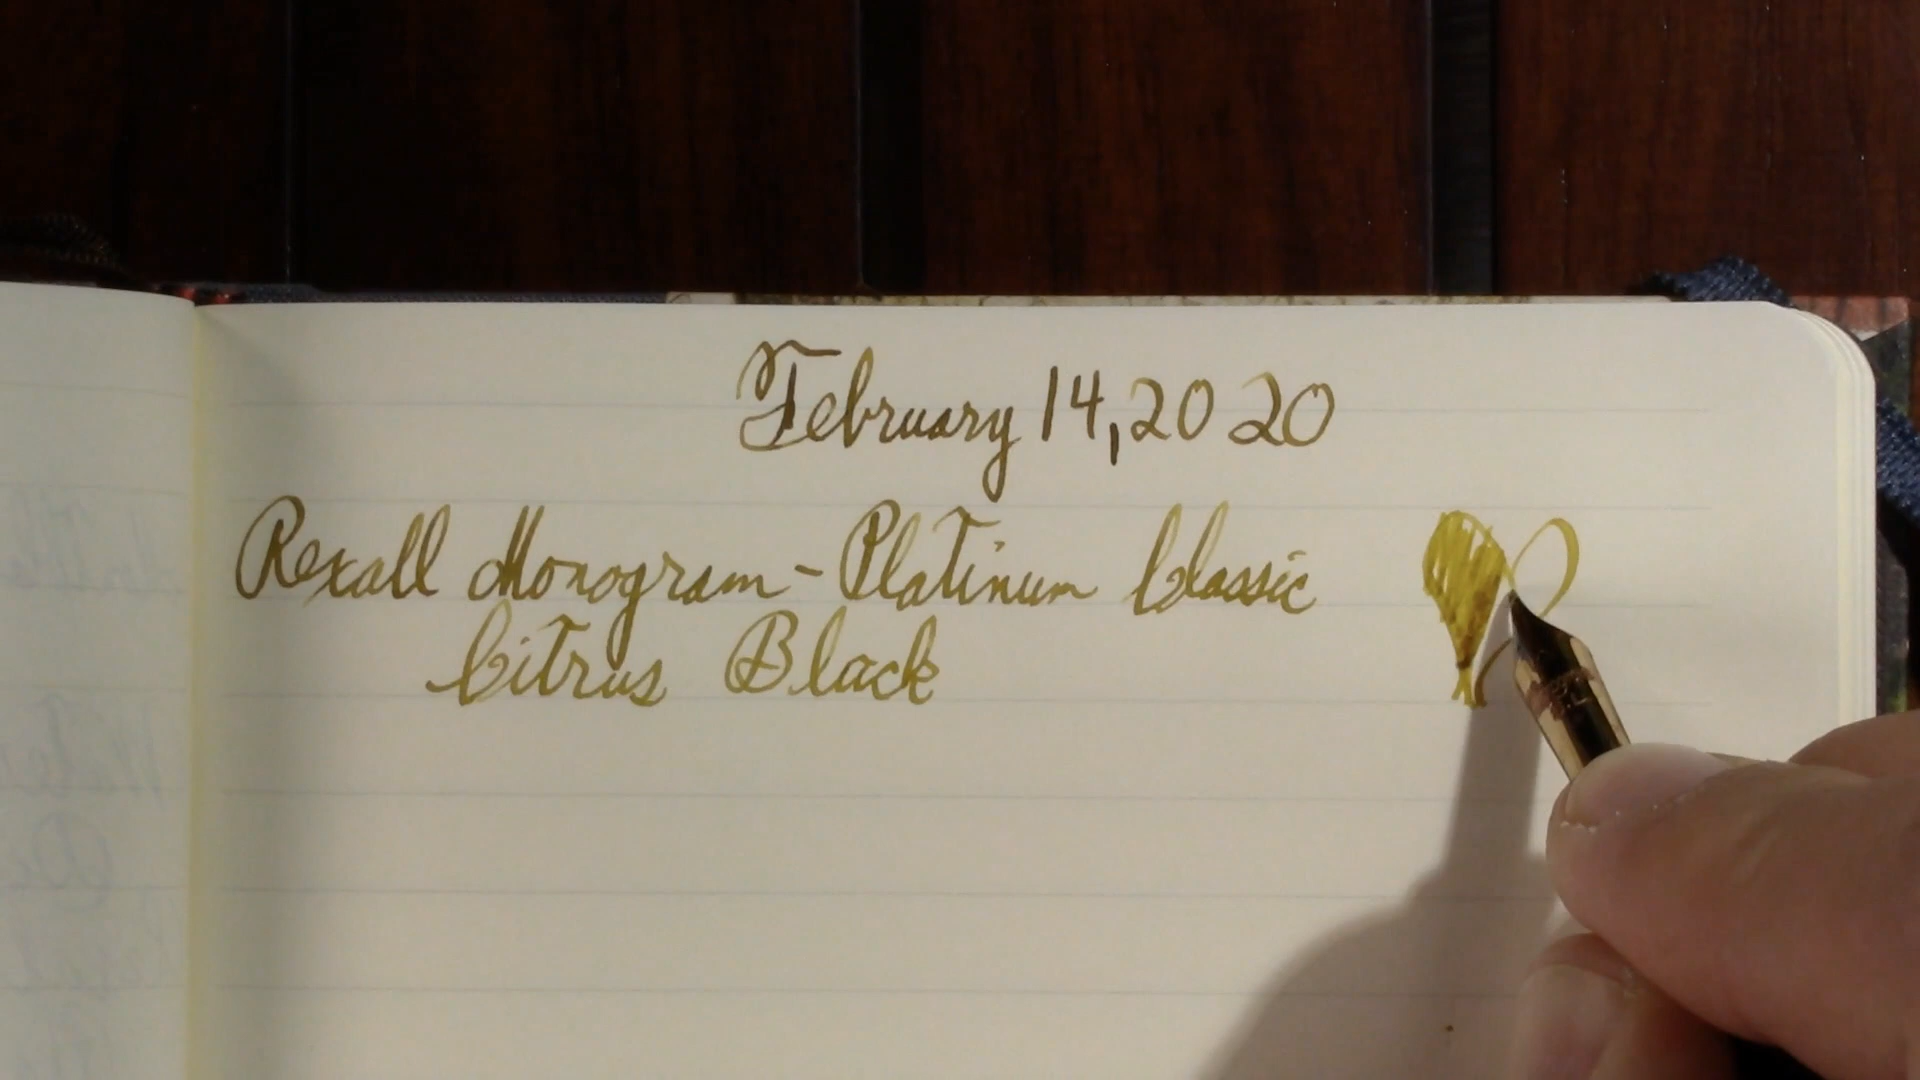 February 14, 2020
Rexall Monogram - Platinum Classic
Citrus Black